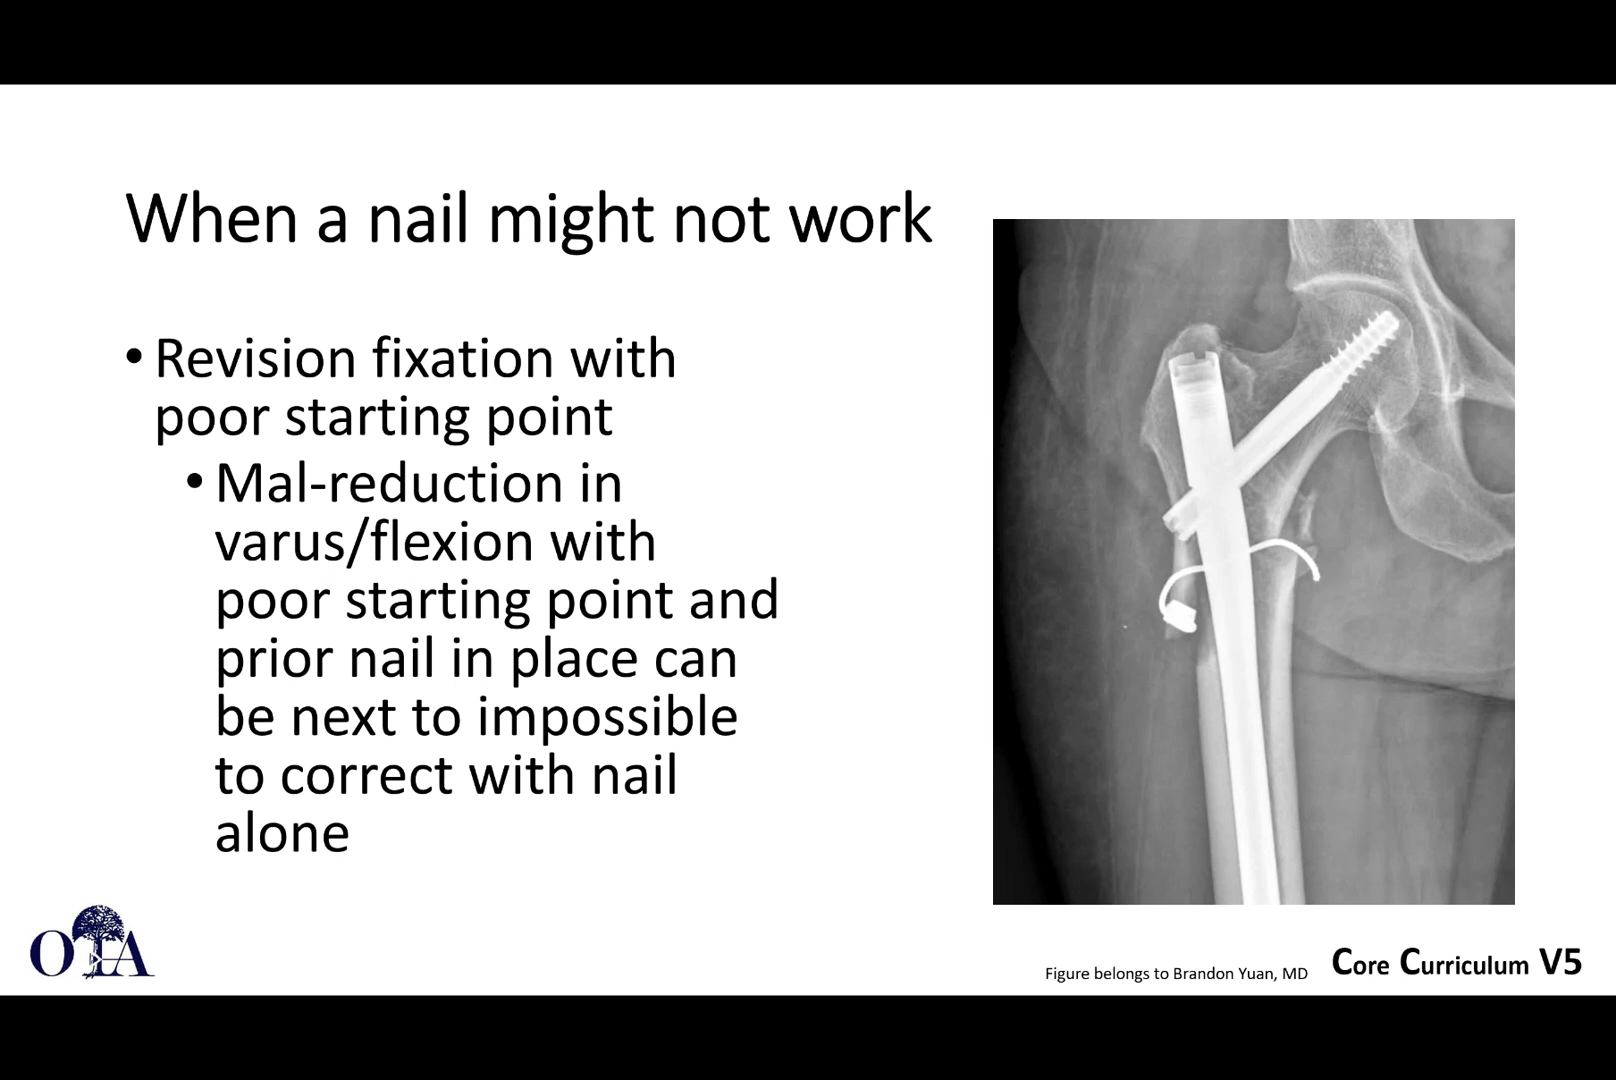 When a nail might not work
• Revision fixation with
poor starting point
• Mal-reduction in
varus/flexion with
poor starting point and
prior nail in place can
be next to impossible
to correct with nail
alone
OTA
Figure belongs to Brandon Yuan, MD
Core Curriculum V5